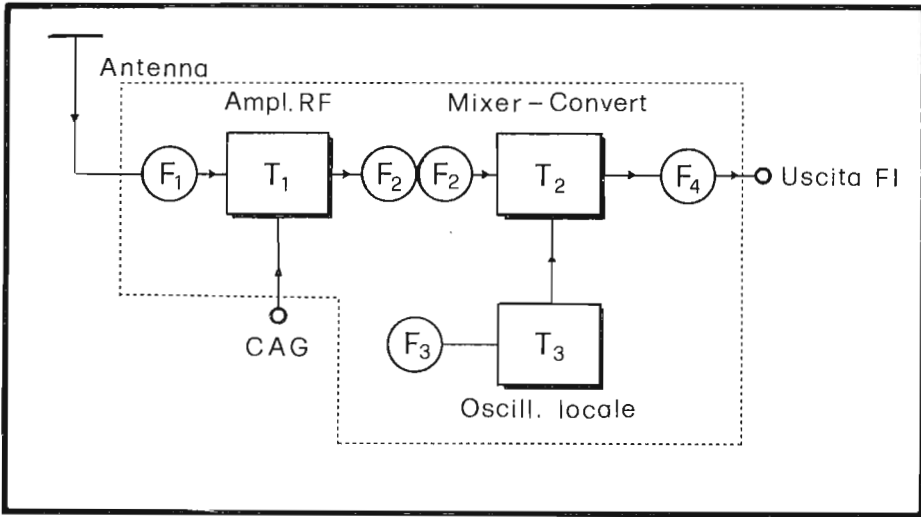 Antenna
Ampl. RF
Mixer - Convert
F1
T1
F2
F2
T2
F4
Uscita FI
CAG
F3
T3
Oscill. locale